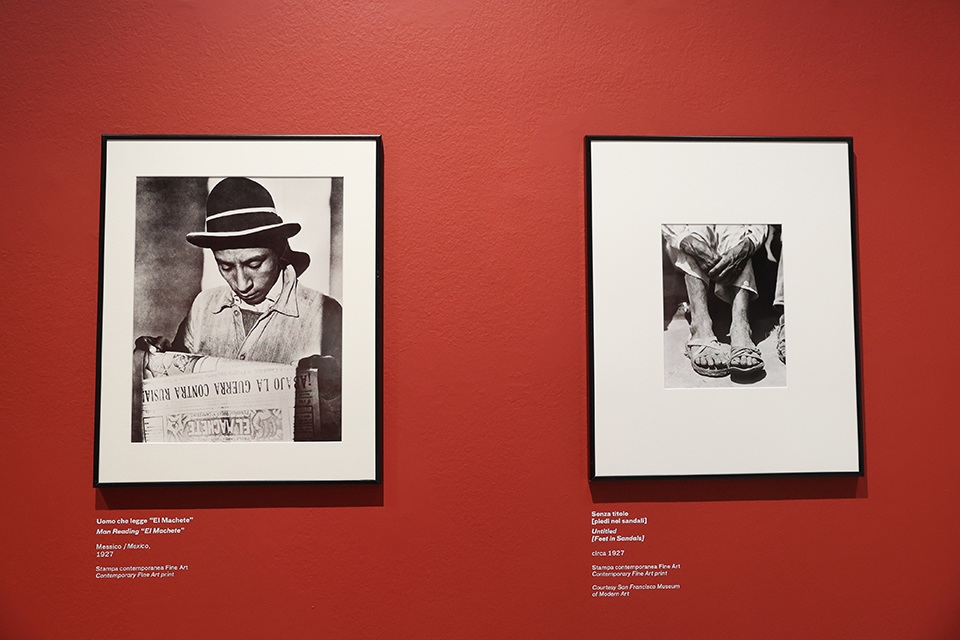 ¡ABAJO LA GUERRA CONTRA RUSIA!
EL MACHETE
Uomo che legge "El Machete"
Man Reading "El Machete"
Messico / Mexico,
1927
Stampa contemporanea Fine Art
Contemporary Fine Art print
Senza titolo
[piedi nei sandali]
Untitled
[Feet in Sandals]
circa 1927
Stampa contemporanea Fine Art
Contemporary Fine Art print
Courtesy San Francisco Museum
of Modern Art